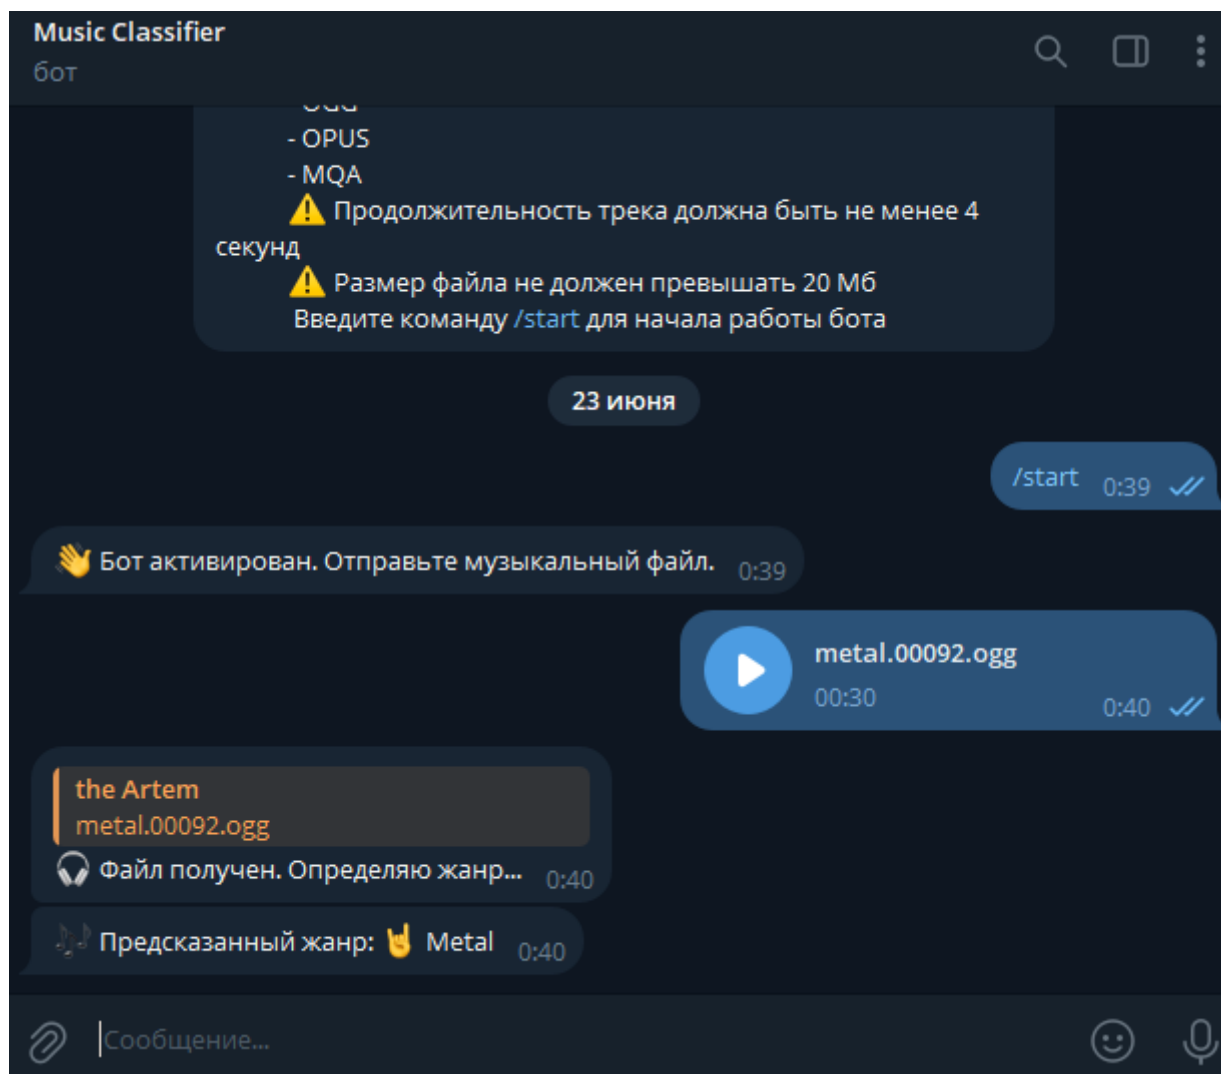 Music Classifier
бот
- OPUS
- MQA
⚠️ Продолжительность трека должна быть не менее 4
секунд
⚠️ Размер файла не должен превышать 20 Мб
Введите команду /start для начала работы бота
23 июня
/start 0:39
👋 Бот активирован. Отправьте музыкальный файл. 0:39
metal.00092.ogg
00:30 0:40
the Artem
metal.00092.ogg
🎧 Файл получен. Определяю жанр... 0:40
🎶 Предсказанный жанр: 🤘 Metal 0:40
Сообщение...